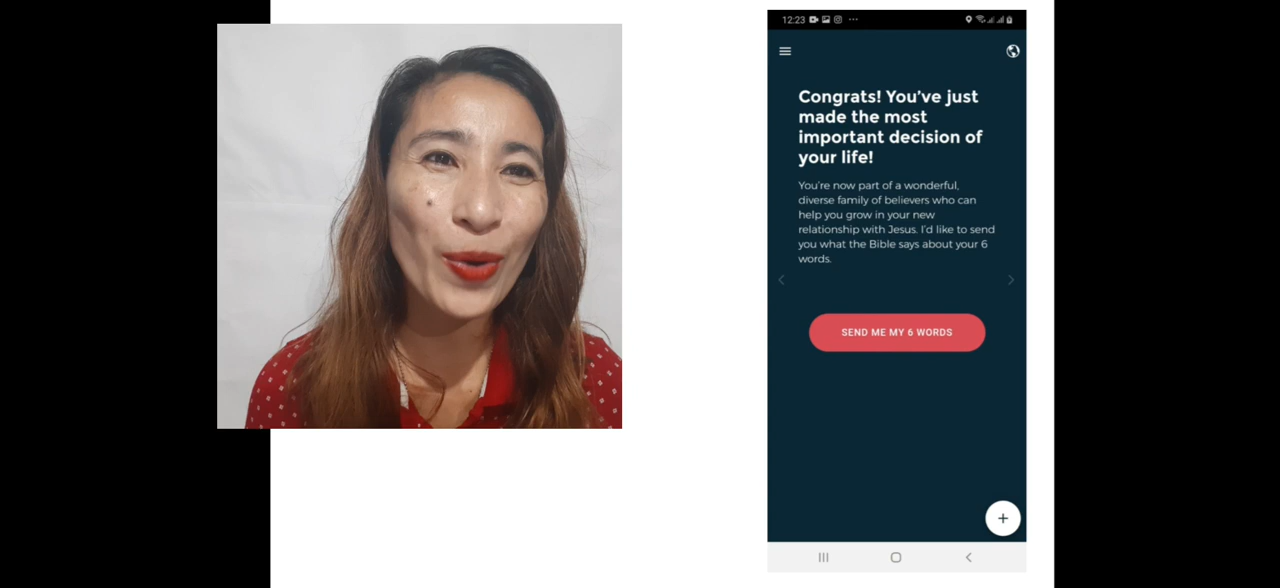 12:23
Congrats! You've just
made the most
important decision of
your life!
You're now part of a wonderful,
diverse family of believers who can
help you grow in your new
relationship with Jesus. I'd like to send
you what the Bible says about your 6
words.
SEND ME MY 6 WORDS